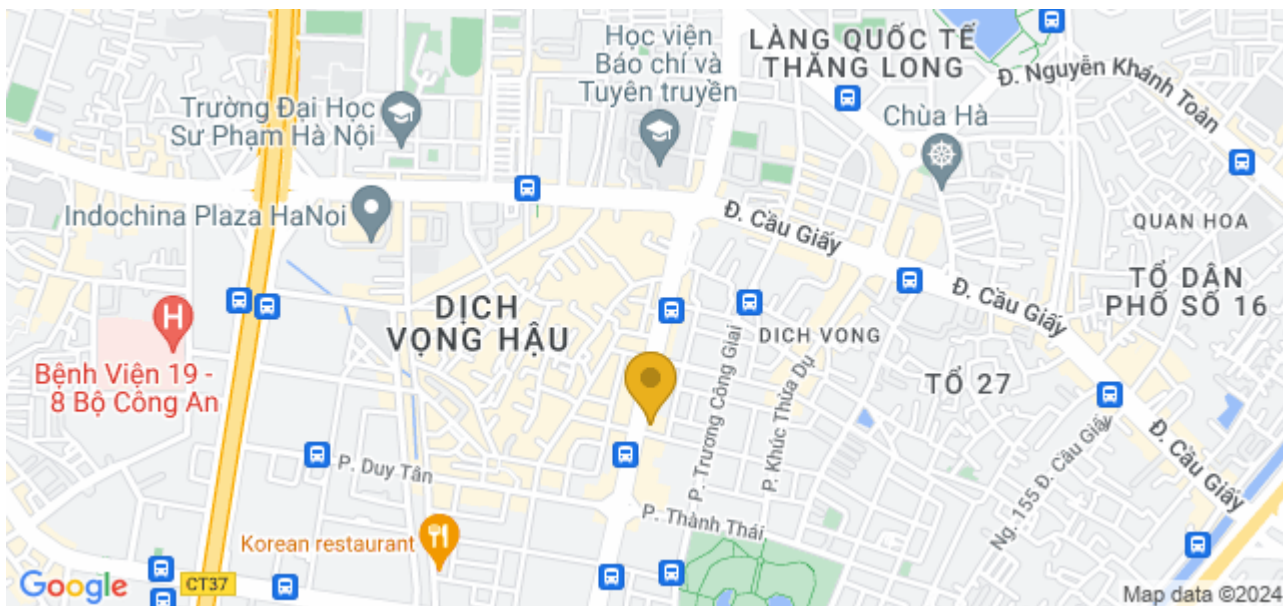 Học viện
Báo chí và
Tuyên truyền
LÀNG QUỐC TẾ
THĂNG LONG
Đ. Nguyễn Khánh Toàn
Trường Đại Học
Sư Phạm Hà Nội
Chùa Hà
Indochina Plaza HaNoi
Đ. Cầu Giấy
QUAN HOA
Đ. Cầu Giấy
TỔ DÂN
PHỐ SỐ 16
H
DỊCH
VỌNG HẬU
DICH VONG
Bệnh Viện 19 -
8 Bộ Công An
P. Trương Công Giai
P. Khúc Thừa Dụ
TỔ 27
Đ. Cầu Giấy
Ng. 155 Đ. Cầu Giấy
P. Duy Tân
P. Thành Thái
Korean restaurant
CT37
Google
Map data ©2024